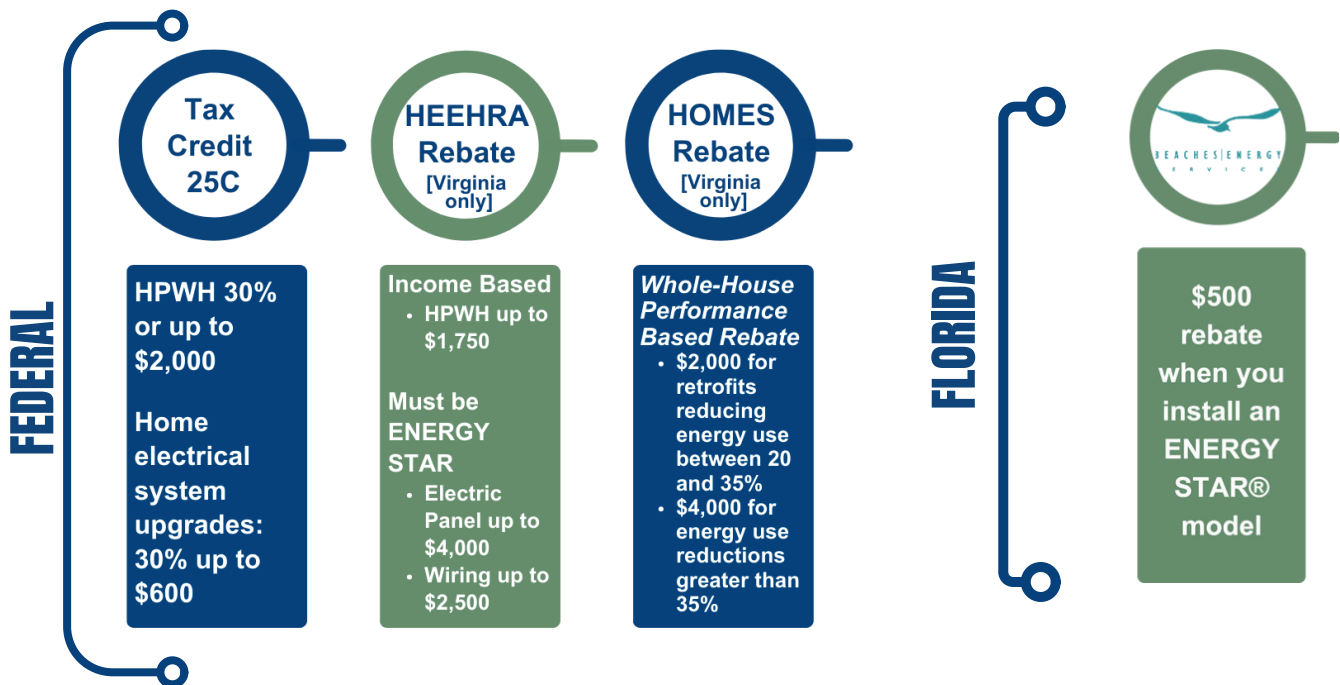 FEDERAL
Tax
Credit
25C
HPWH 30%
or up to
$2,000
Home
electrical
system
upgrades:
30% up to
$600
HEEHRA
Rebate
[Virginia
only]
Income Based
• HPWH up to
$1,750
Must be
ENERGY
STAR
• Electric
Panel up to
$4,000
• Wiring up to
$2,500
HOMES
Rebate
[Virginia
only]
Whole-House
Performance
Based Rebate
• $2,000 for
retrofits
reducing
energy use
between 20
and 35%
• $4,000 for
energy use
reductions
greater than
35%
FLORIDA
BEACHES|ENERGY
ERVICE
$500
rebate
when you
install an
ENERGY
STAR®
model